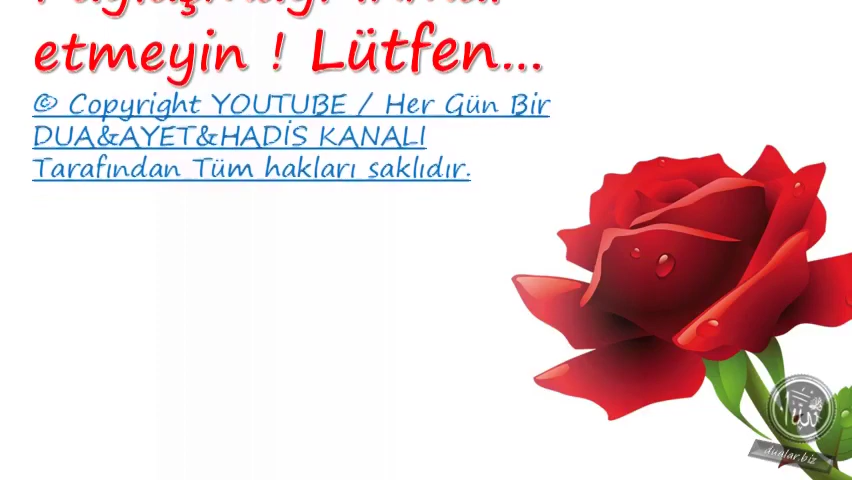 etmeyin ! Lütfen...
© Copyright YOUTUBE / Her Gün Bir
DUA&AYET&HADİS KANALI
Tarafından Tüm hakları saklıdır.
dualar.biz